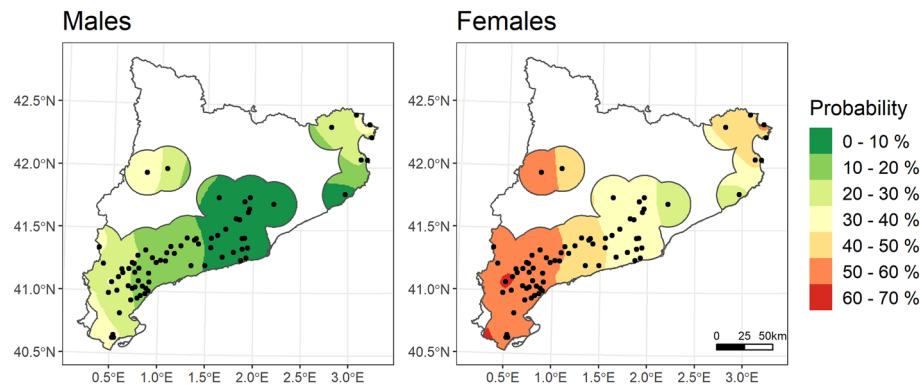 Males
Females
42.5°N
42.0°N
41.5°N
41.0°N
40.5°N
0.5°E 1.0°E 1.5°E 2.0°E 2.5°E 3.0°E
42.5°N
42.0°N
41.5°N
41.0°N
40.5°N
0.5°E 1.0°E 1.5°E 2.0°E 2.5°E 3.0°E
0 25 50km
Probability
0 - 10 %
10 - 20 %
20 - 30 %
30 - 40 %
40 - 50 %
50 - 60 %
60 - 70 %